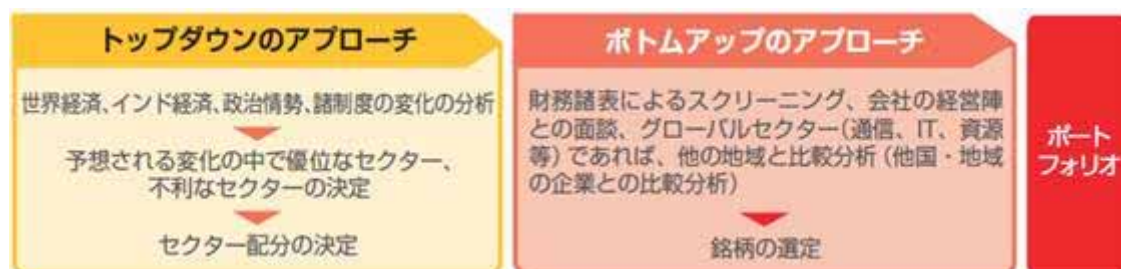 トップダウンのアプローチ
世界経済、インド経済、政治情勢、諸制度の変化の分析
予想される変化の中で優位なセクター、
不利なセクターの決定
セクター配分の決定
ボトムアップのアプローチ
財務諸表によるスクリーニング、会社の経営陣
との面談、グローバルセクター(通信、IT、資源
等)であれば、他の地域と比較分析(他国・地域
の企業との比較分析)
銘柄の選定
ポート
フォリオ